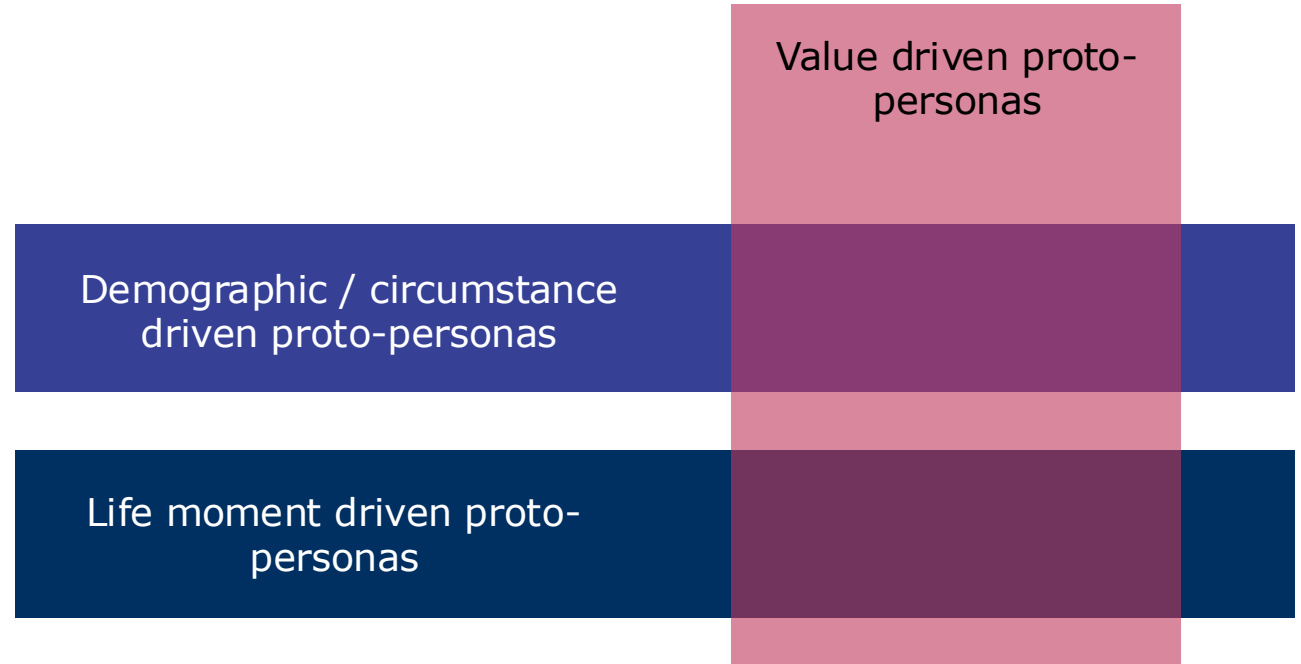 Value driven proto-
personas
Demographic / circumstance
driven proto-personas
Life moment driven proto-
personas